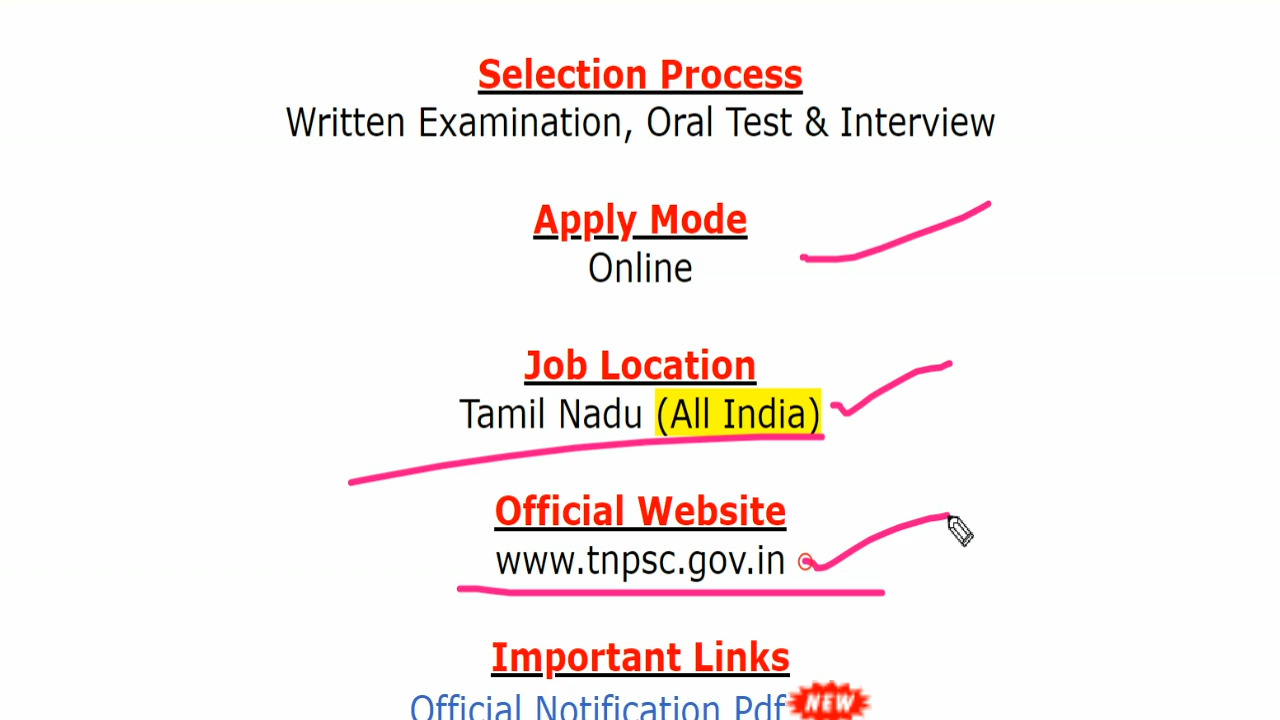 Selection Process
Written Examination, Oral Test & Interview
Apply Mode
Online
Job Location
Tamil Nadu (All India)
Official Website
www.tnpsc.gov.in
Important Links
Official Notification Pdf NEW